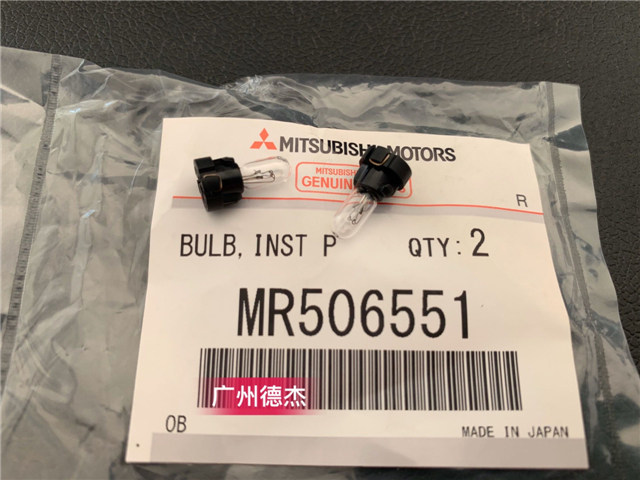 MITSUBISHI MOTORS
MITSUBISHI
GENUINE
R
BULB, INST P QTY: 2
MR506551
广州德杰
OB
MADE IN JAPAN